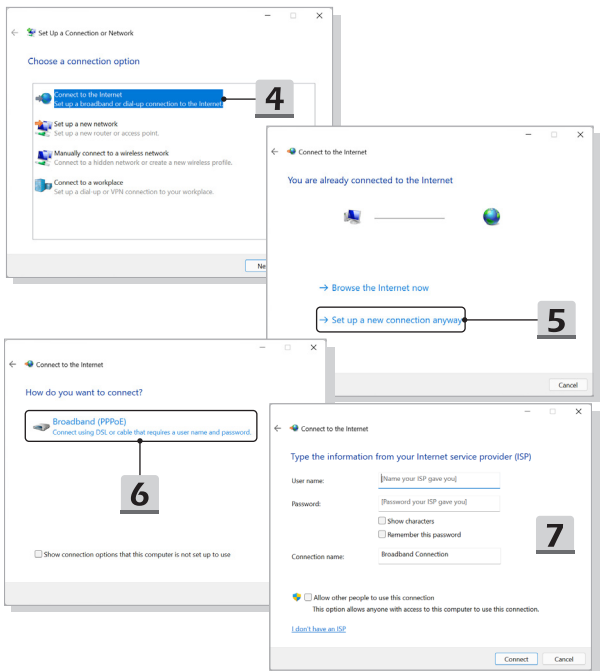 Set Up a Connection or Network
Choose a connection option
Connect to the Internet
Set up a broadband or dial-up connection to the Internet
4
Set up a new network
Set up a new router or access point.
Manually connect to a wireless network
Connect to a hidden network or create a new wireless profile.
Connect to a workplace
Set up a dial-up or VPN connection to your workplace.
Ne
Connect to the Internet
You are already connected to the Internet
→ Browse the Internet now
→ Set up a new connection anyway
5
Cancel
Connect to the Internet
How do you want to connect?
Broadband (PPPoE)
Connect using DSL or cable that requires a user name and password.
6
Show connection options that this computer is not set up to use
Connect to the Internet
Type the information from your Internet service provider (ISP)
User name: [Name your ISP gave you]
Password: [Password your ISP gave you]
Show characters
Remember this password
7
Connection name: Broadband Connection
Allow other people to use this connection
This option allows anyone with access to this computer to use this connection.
I don't have an ISP
Connect Cancel